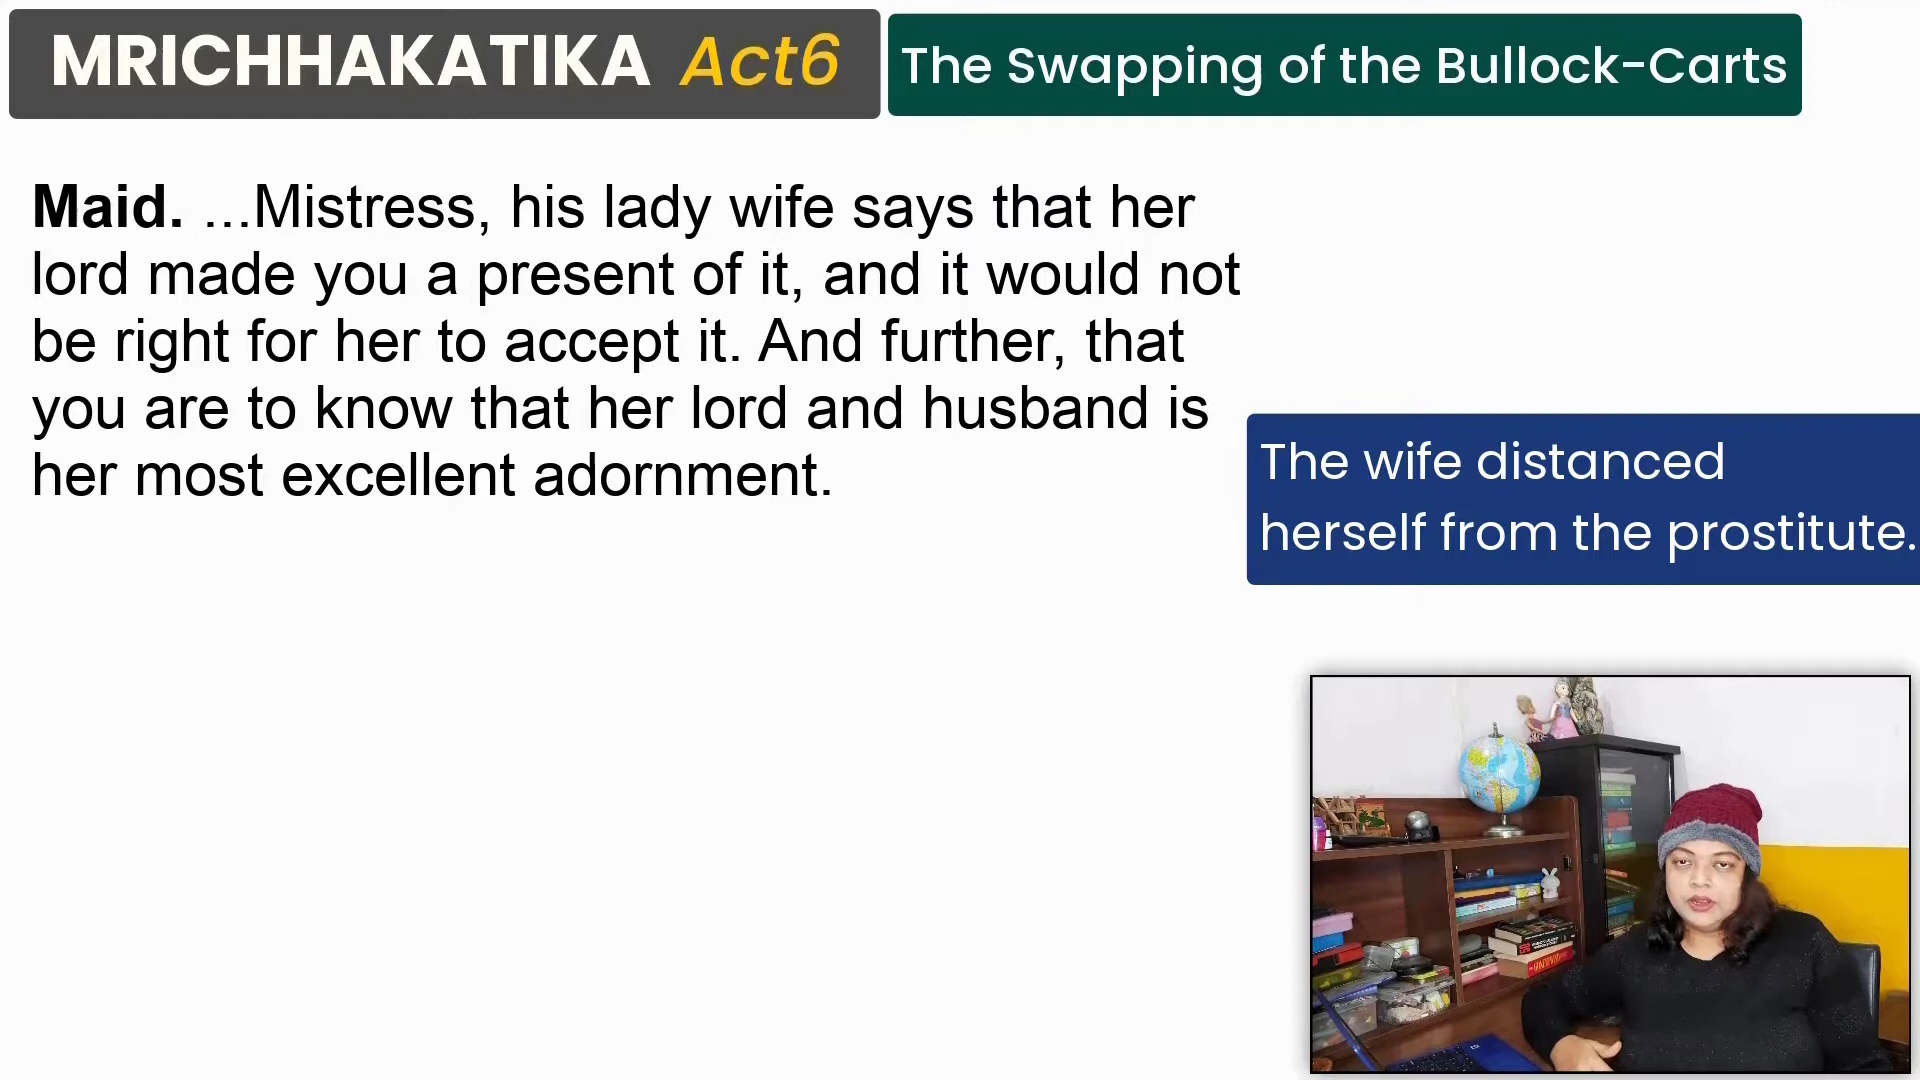 MRICHHAKATIKA Act6
The Swapping of the Bullock-Carts
Maid. ...Mistress, his lady wife says that her
lord made you a present of it, and it would not
be right for her to accept it. And further, that
you are to know that her lord and husband is
her most excellent adornment.
The wife distanced
herself from the prostitute.